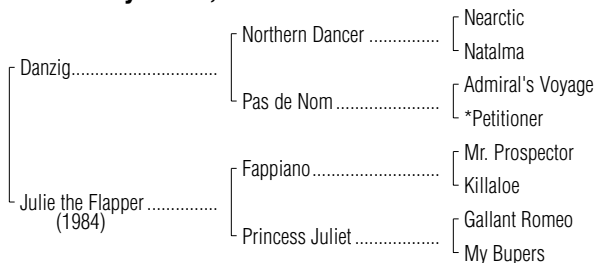 Nearctic
Northern Dancer ...............
Natalma
Danzig..............................
Admiral's Voyage
Pas de Nom ......................
*Petitioner
Mr. Prospector
Fappiano...........................
Killaloe
Julie the Flapper ...............
(1984)
Gallant Romeo
Princess Juliet ..................
My Bupers